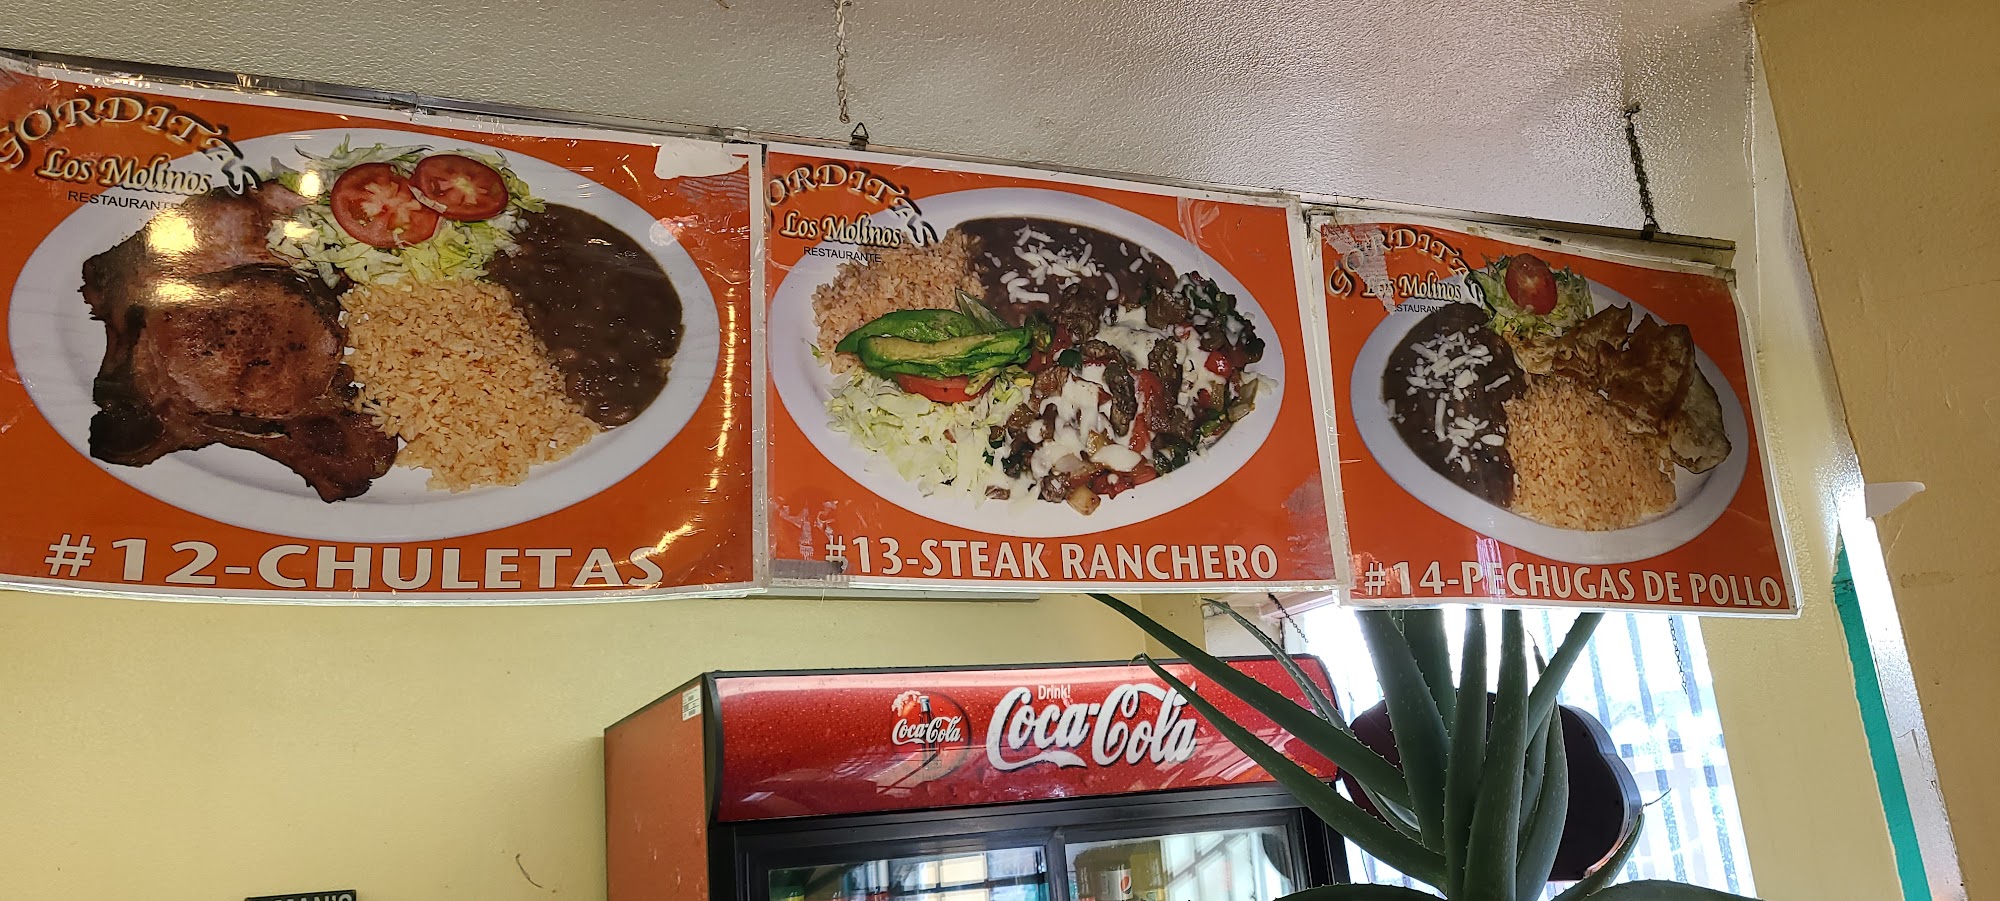 GORDITAS
Los Molinos
RESTAURANTE
#12-CHULETAS
GORDITAS
Los Molinos
RESTAURANTE
#13-STEAK RANCHERO
GORDITAS
Los Molinos
RESTAURANTE
#14-PECHUGAS DE POLLO
Coca-Cola
Drink!
Coca-Cola